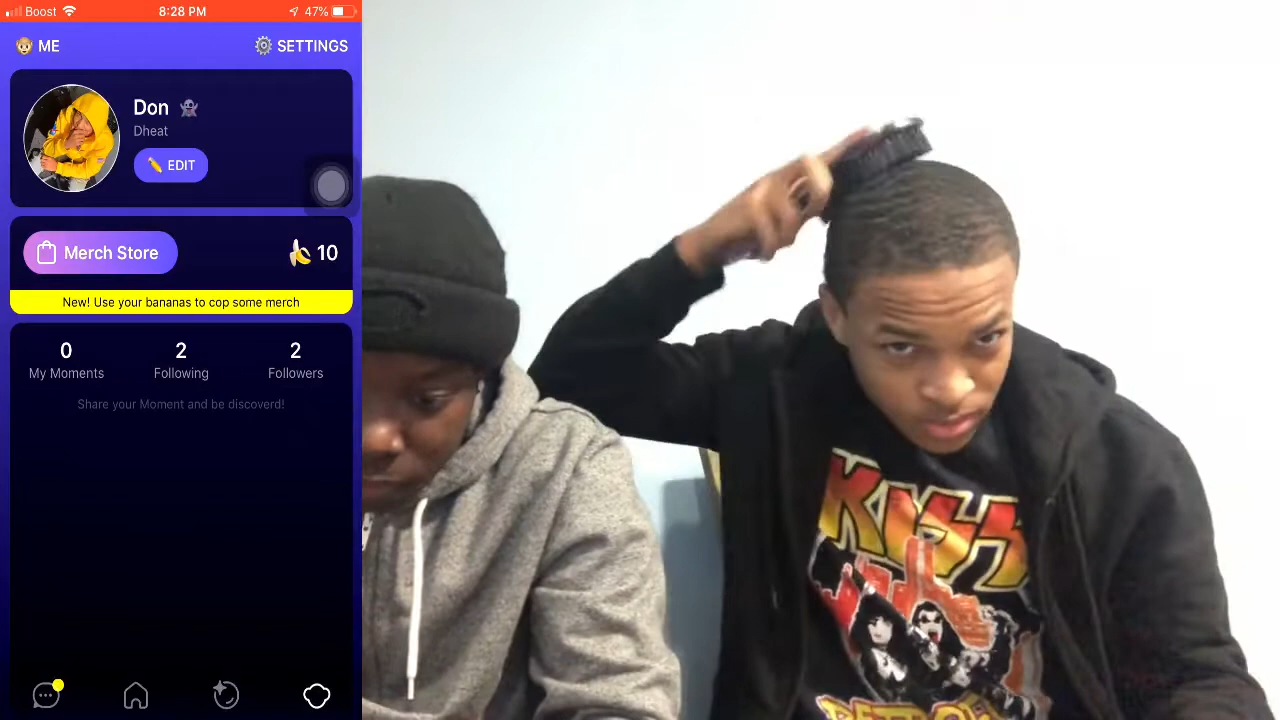 Boost 8:28 PM 47%
ME SETTINGS
Don
Dheat
EDIT
Merch Store 10
New! Use your bananas to cop some merch
0 2 2
My Moments Following Followers
Share your Moment and be discovered!
KISS